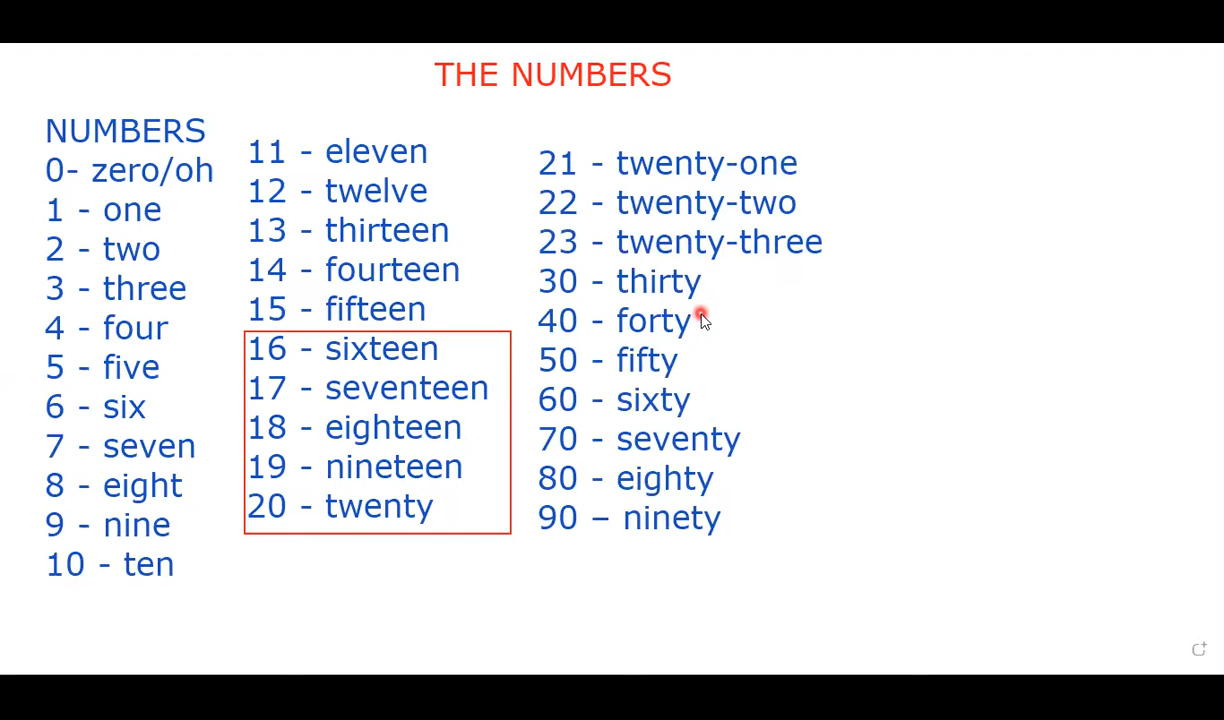 THE NUMBERS
NUMBERS
0- zero/oh
1 - one
2 - two
3 - three
4 - four
5 - five
6 - six
7 - seven
8 - eight
9 - nine
10 - ten
11 - eleven
12 - twelve
13 - thirteen
14 - fourteen
15 - fifteen
16 - sixteen
17 - seventeen
18 - eighteen
19 - nineteen
20 - twenty
21 - twenty-one
22 - twenty-two
23 - twenty-three
30 - thirty
40 - forty
50 - fifty
60 - sixty
70 - seventy
80 - eighty
90 – ninety